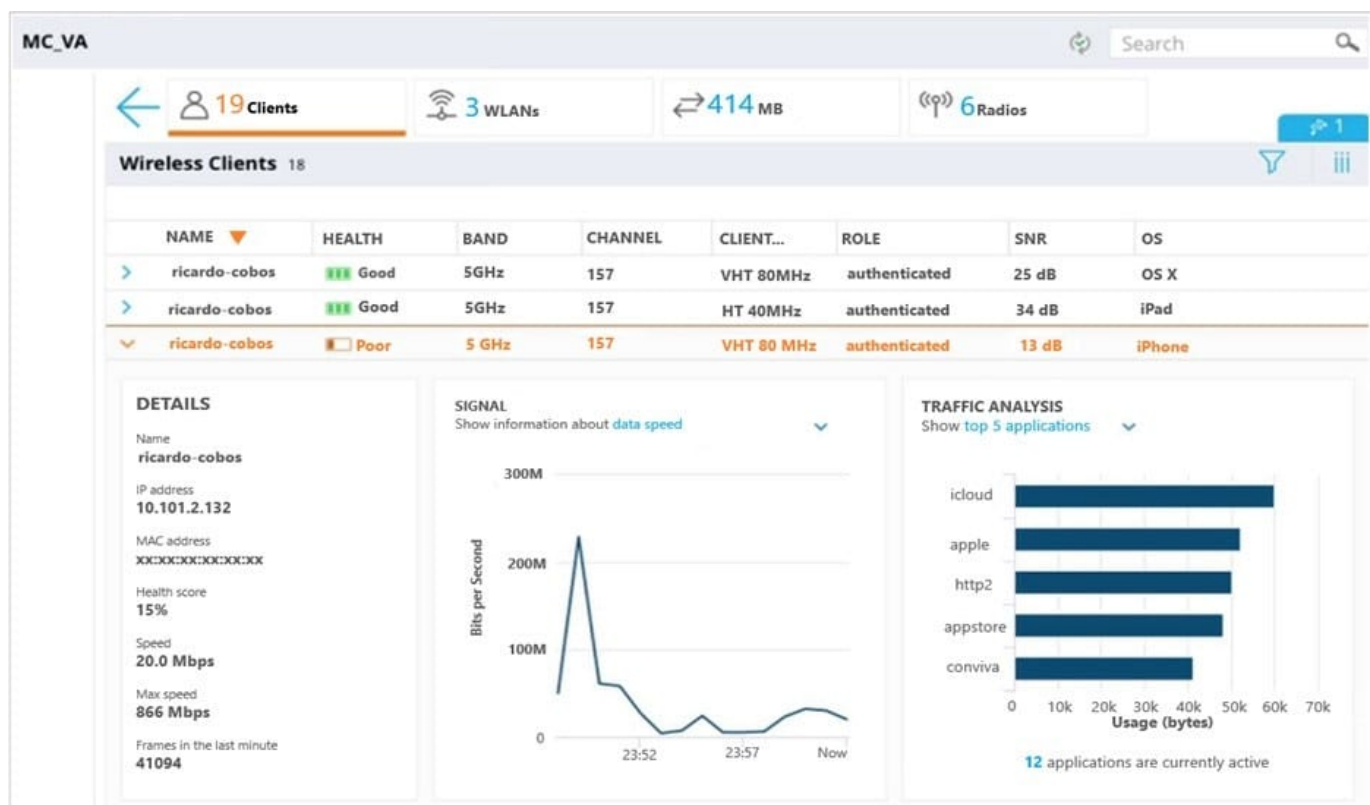 MC_VA
Search
19 Clients
3 WLANs
414 MB
6 Radios
1
Wireless Clients 18
NAME HEALTH BAND CHANNEL CLIENT... ROLE SNR OS
ricardo-cobos Good 5GHz 157 VHT 80MHz authenticated 25 dB OS X
ricardo-cobos Good 5GHz 157 HT 40MHz authenticated 34 dB iPad
ricardo-cobos Poor 5 GHz 157 VHT 80 MHz authenticated 13 dB iPhone
DETAILS
Name
ricardo-cobos
IP address
10.101.2.132
MAC address
xx:xx:xx:xx:xx:xx
Health score
15%
Speed
20.0 Mbps
Max speed
866 Mbps
Frames in the last minute
41094
SIGNAL
Show information about data speed
Bits per Second
300M
200M
100M
0
23:52 23:57 Now
TRAFFIC ANALYSIS
Show top 5 applications
icloud
apple
http2
appstore
conviva
0 10k 20k 30k 40k 50k 60k 70k
Usage (bytes)
12 applications are currently active